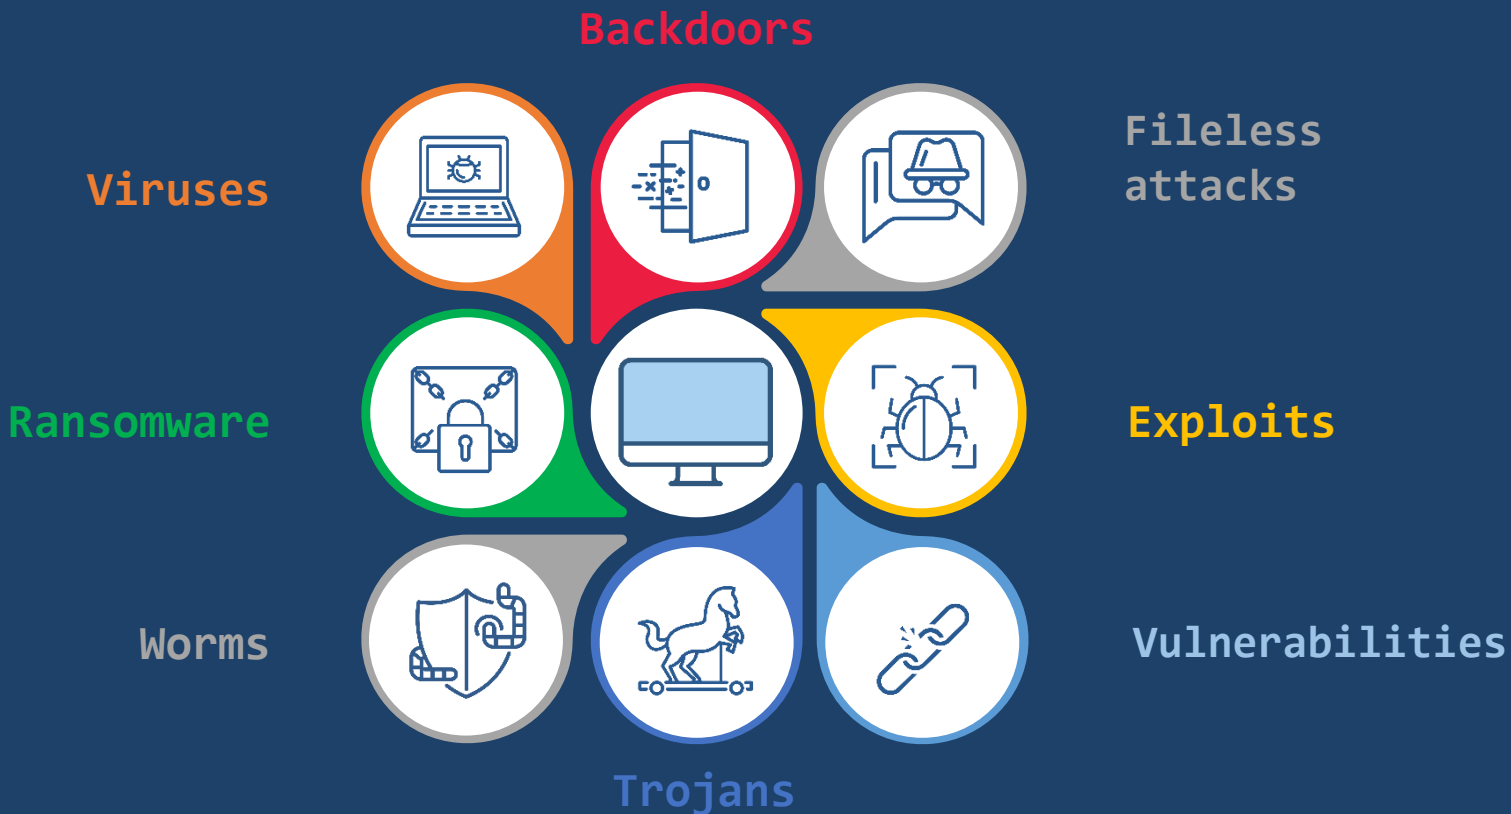 Backdoors
Fileless
attacks
Viruses
Ransomware
Exploits
Worms
Vulnerabilities
Trojans